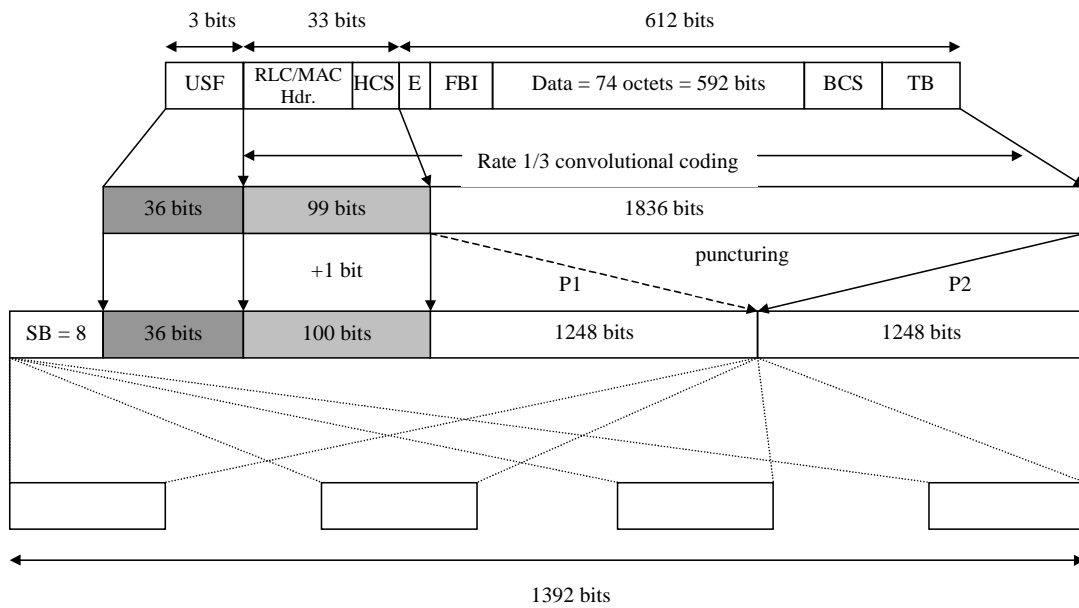 3 bits 33 bits 612 bits
USF RLC/MAC Hdr. HCS E FBI Data = 74 octets = 592 bits BCS TB
Rate 1/3 convolutional coding
36 bits 99 bits 1836 bits
+1 bit puncturing
P1 P2
SB = 8 36 bits 100 bits 1248 bits 1248 bits
1392 bits